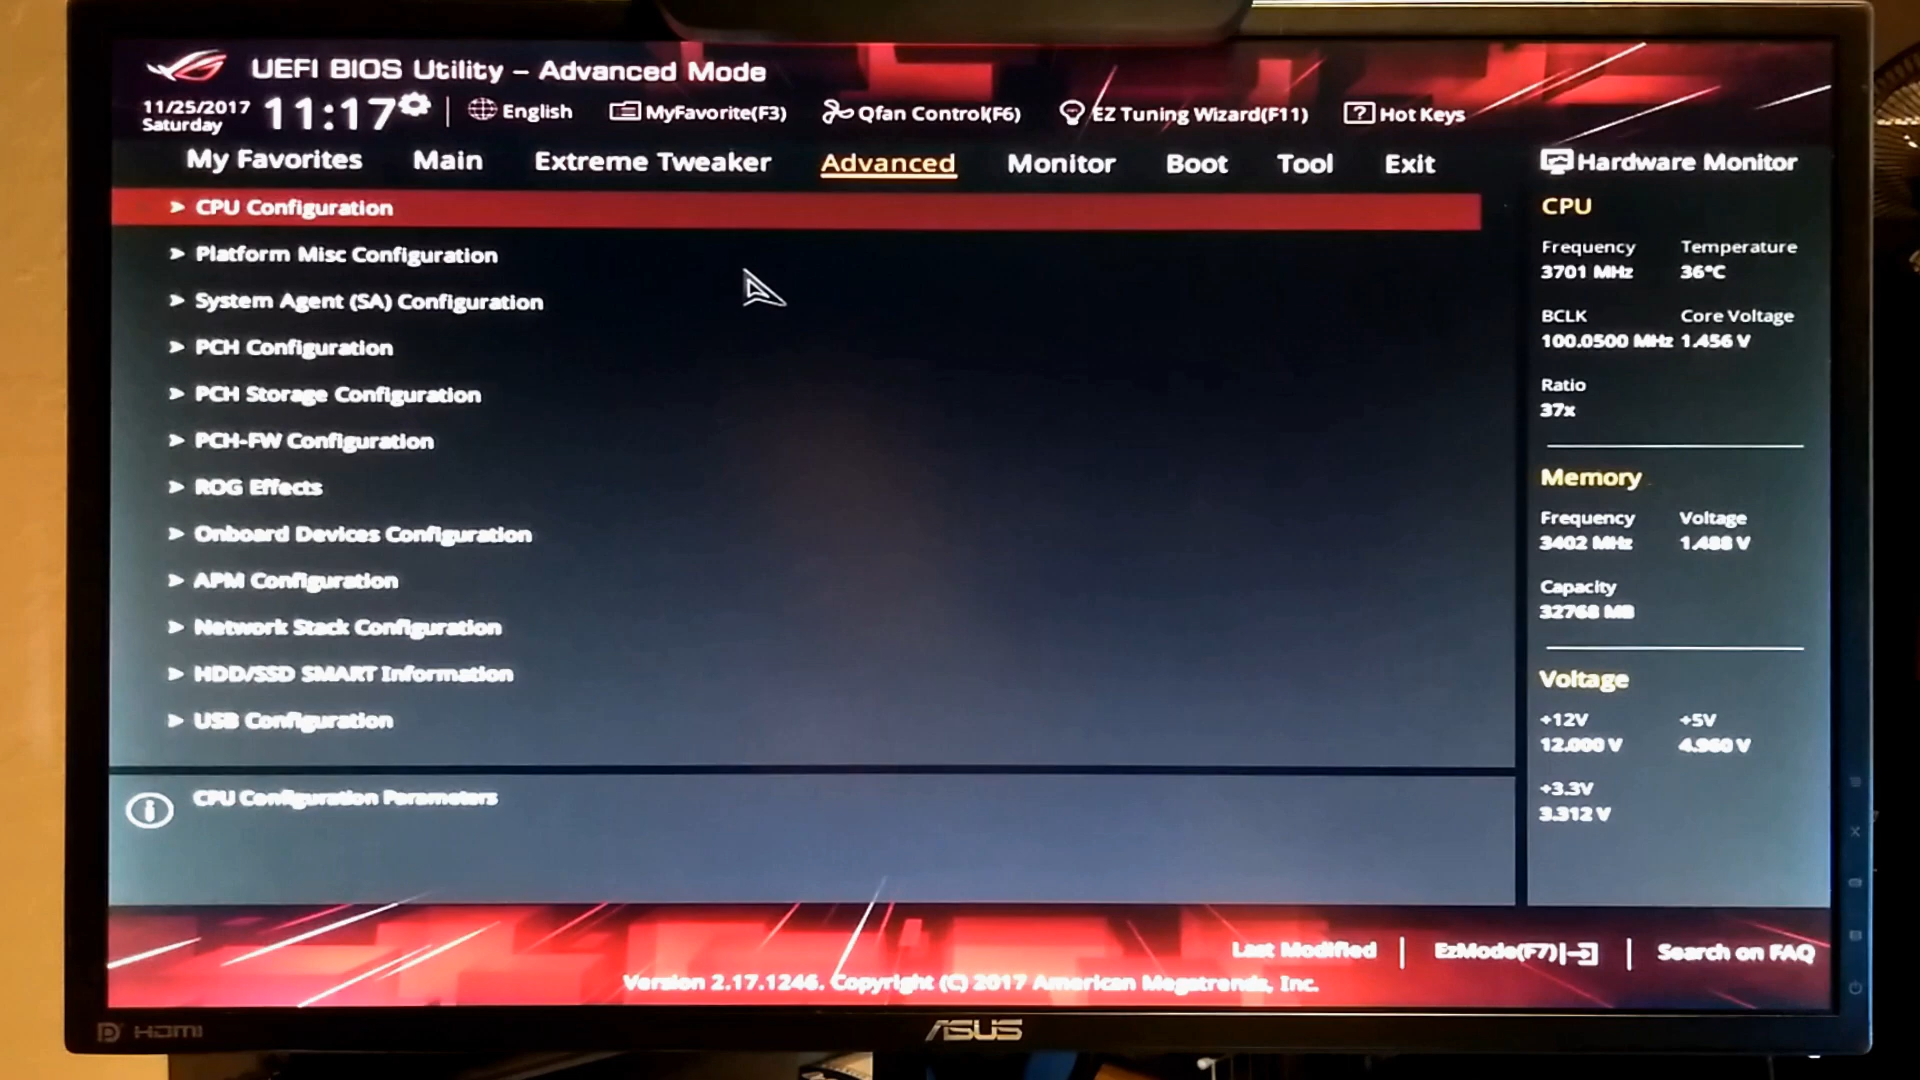 UEFI BIOS Utility – Advanced Mode
11/25/2017
Saturday
11:17
English
MyFavorite(F3)
Qfan Control(F6)
EZ Tuning Wizard(F11)
? Hot Keys
My Favorites Main Extreme Tweaker Advanced Monitor Boot Tool Exit
Hardware Monitor
CPU Configuration
Platform Misc Configuration
System Agent (SA) Configuration
PCH Configuration
PCH Storage Configuration
PCH-FW Configuration
ROG Effects
Onboard Devices Configuration
APM Configuration
Network Stack Configuration
HDD/SSD SMART Information
USB Configuration
CPU Configuration Parameters
CPU
Frequency Temperature
3701 MHz 36°C
BCLK Core Voltage
100.0500 MHz 1.456 V
Ratio
37x
Memory
Frequency Voltage
3402 MHz 1.488 V
Capacity
32768 MB
Voltage
+12V +5V
12.000 V 4.960 V
+3.3V
3.312 V
Last Modified
EzMode(F7)
Search on FAQ
Version 2.17.1246. Copyright (C) 2017 American Megatrends, Inc.
HDMI
ASUS